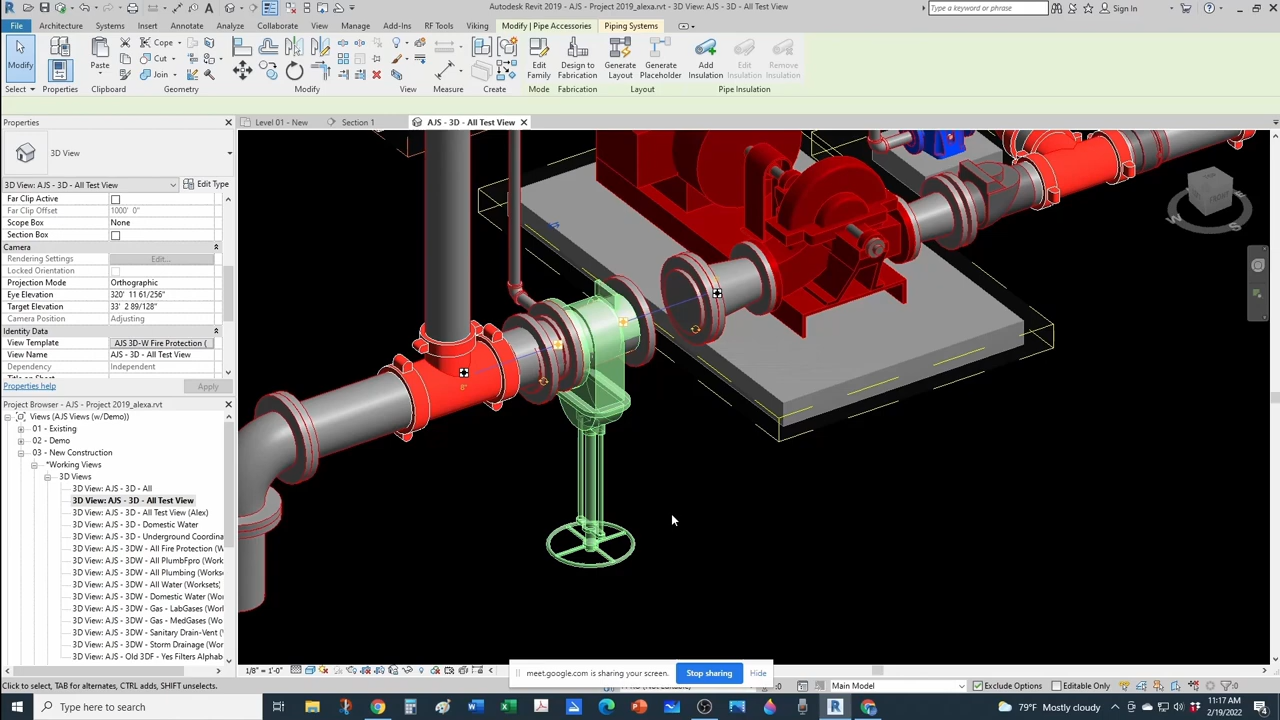 Autodesk Revit 2019 - AJS - Project 2019_alexa.rvt - 3D View: AJS - 3D - All Test View
Type a keyword or phrase
Sign In
File Architecture Systems Insert Annotate Analyze Collaborate View Manage Add-Ins RF Tools Viking Modify | Pipe Accessories Piping Systems
Modify
Paste
Cope
Cut
Join
Edit Family
Design to Fabrication
Generate Layout
Generate Placeholder
Add Insulation
Edit Insulation
Remove Insulation
Select Properties Clipboard Geometry Modify View Measure Create Mode Fabrication Layout Pipe Insulation
Properties
Level 01 - New
Section 1
AJS - 3D - All Test View
3D View
3D View: AJS - 3D - All Test View
Edit Type
Far Clip Active
Far Clip Offset 1000' 0"
Scope Box None
Section Box
Camera
Rendering Settings Edit...
Locked Orientation
Projection Mode Orthographic
Eye Elevation 320' 11 61/256"
Target Elevation 33' 2 89/128"
Camera Position Adjusting
Identity Data
View Template AJS 3D-W Fire Protection (
View Name AJS - 3D - All Test View
Dependency Independent
Properties help
Apply
Project Browser - AJS - Project 2019_alexa.rvt
Views (AJS Views (w/Demo))
01 - Existing
02 - Demo
03 - New Construction
*Working Views
3D Views
3D View: AJS - 3D - All
3D View: AJS - 3D - All Test View
3D View: AJS - 3D - All Test View (Alex)
3D View: AJS - 3D - Domestic Water
3D View: AJS - 3D - Underground Coordina
3D View: AJS - 3DW - All Fire Protection (W
3D View: AJS - 3DW - All PlumbFpro (Work
3D View: AJS - 3DW - All Plumbing (Works
3D View: AJS - 3DW - All Water (Worksets)
3D View: AJS - 3DW - Domestic Water (Wo
3D View: AJS - 3DW - Gas - LabGases (Wor
3D View: AJS - 3DW - Gas - MedGases (Wo
3D View: AJS - 3DW - Sanitary Drain-Vent (
3D View: AJS - 3DW - Storm Drainage (Wor
3D View: AJS - Old 3DF - Yes Filters Alphab
TOP
FRONT
W
S
8"
1/8" = 1'-0"
meet.google.com is sharing your screen.
Stop sharing
Hide
Click to select, TAB for alternates, CTRL adds, SHIFT unselects.
:0
Main Model
Exclude Options
Editable Only
:0
Type here to search
79°F Mostly cloudy
11:17 AM
2/19/2022